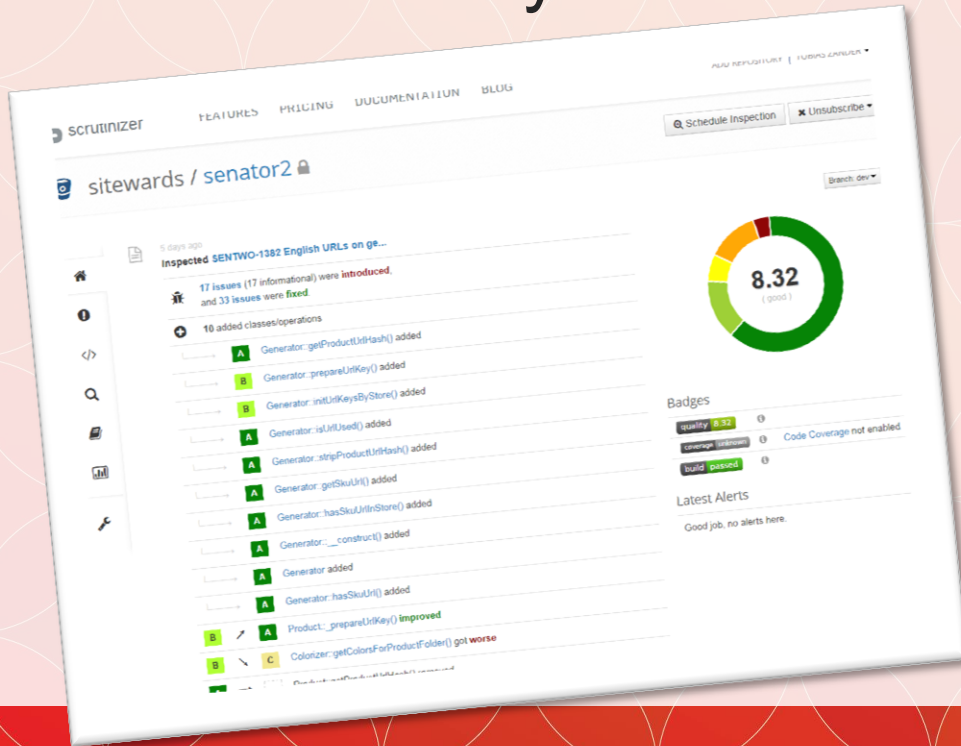 ADD REPOSITORY | TOBIAS ZANDER
scrutinizer FEATURES PRICING DOCUMENTATION BLOG
Schedule Inspection Unsubscribe
sitewards / senator2
Branch: dev
5 days ago
Inspected SENTWO-1382 English URLs on ge...
17 issues (17 informational) were introduced,
and 33 issues were fixed.
10 added classes/operations
A Generator::getProductUrlHash() added
B Generator::prepareUrlKey() added
B Generator::initUrlKeysByStore() added
A Generator::isUrlUsed() added
A Generator::stripProductUrlHash() added
A Generator::getSkuUrl() added
A Generator::hasSkuUrlInStore() added
A Generator::__construct() added
A Generator added
A Generator::hasSkuUrl() added
B A Product::_prepareUrlKey() improved
B C Colorizer::getColorsForProductFolder() got worse
8.32
( good )
Badges
quality 8.32
coverage unknown Code Coverage not enabled
build passed
Latest Alerts
Good job, no alerts here.